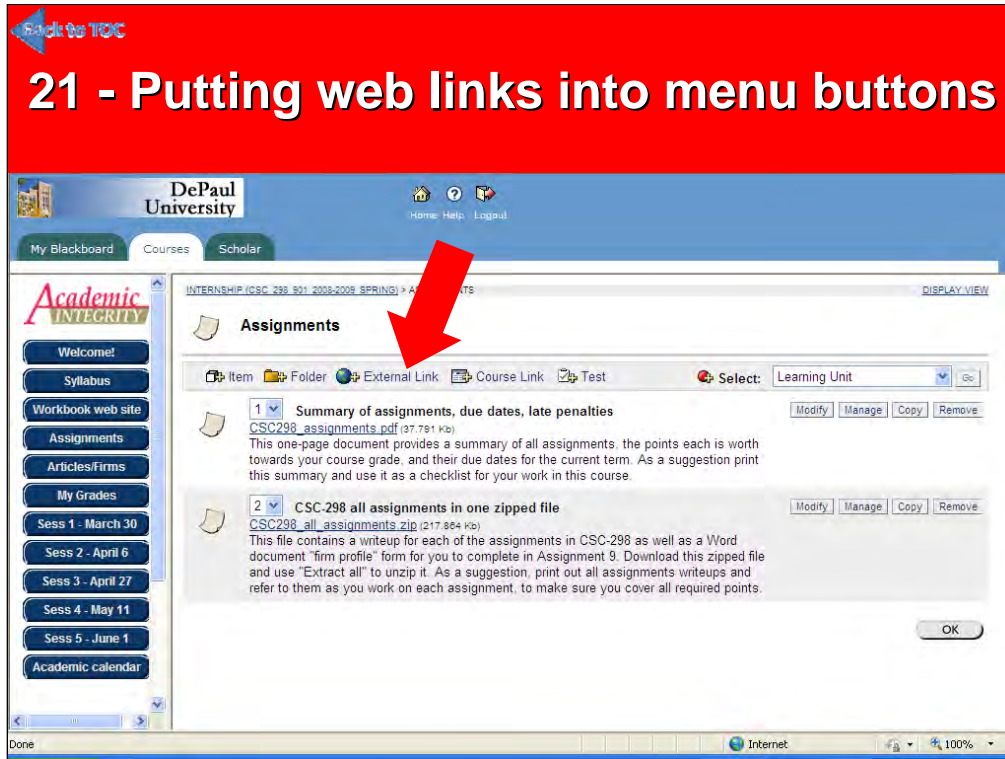 Back to TOC
21 - Putting web links into menu buttons
DePaul
University
Home Help Logout
My Blackboard Courses Scholar
Academic
INTEGRITY
Welcome!
Syllabus
Workbook web site
Assignments
Articles/Firms
My Grades
Sess 1 - March 30
Sess 2 - April 6
Sess 3 - April 27
Sess 4 - May 11
Sess 5 - June 1
Academic calendar
INTERNSHIP (CSC 298 901 2008-2009 SPRING) > A TS
DISPLAY VIEW
Assignments
Item Folder External Link Course Link Test Select: Learning Unit Go
1 Summary of assignments, due dates, late penalties Modify Manage Copy Remove
CSC298_assignments.pdf (37.791 Kb)
This one-page document provides a summary of all assignments, the points each is worth
towards your course grade, and their due dates for the current term. As a suggestion print
this summary and use it as a checklist for your work in this course.
2 CSC-298 all assignments in one zipped file Modify Manage Copy Remove
CSC298_all_assignments.zip (217.864 Kb)
This file contains a writeup for each of the assignments in CSC-298 as well as a Word
document "firm profile" form for you to complete in Assignment 9. Download this zipped file
and use "Extract all" to unzip it. As a suggestion, print out all assignments writeups and
refer to them as you work on each assignment, to make sure you cover all required points.
OK
Done Internet 100%